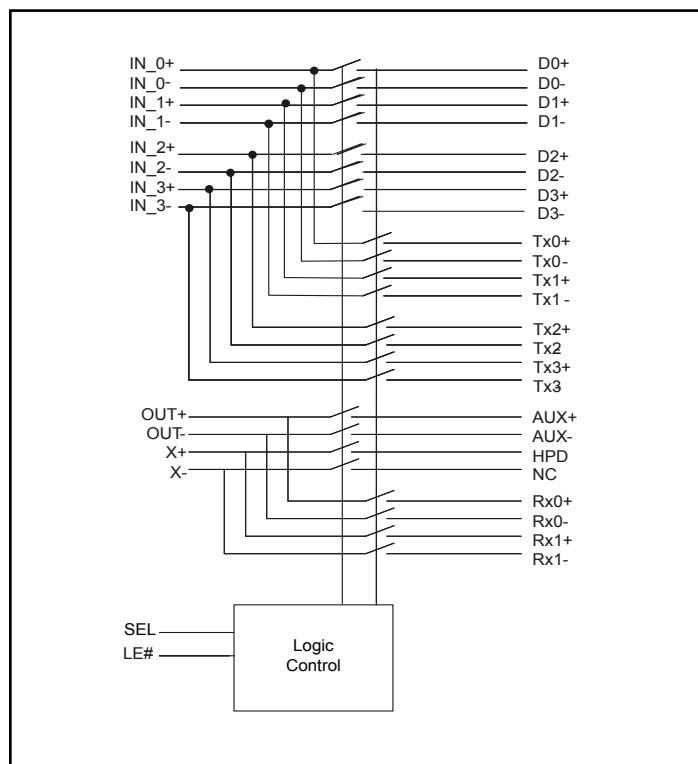 IN_0+ D0+
IN_0- D0-
IN_1+ D1+
IN_1- D1-
IN_2+ D2+
IN_2- D2-
IN_3+ D3+
IN_3- D3-
Tx0+
Tx0-
Tx1+
Tx1-
Tx2+
Tx2
Tx3+
Tx3
OUT+ AUX+
OUT- AUX-
X+ HPD
X- NC
Rx0+
Rx0-
Rx1+
Rx1-
SEL
LE#
Logic
Control